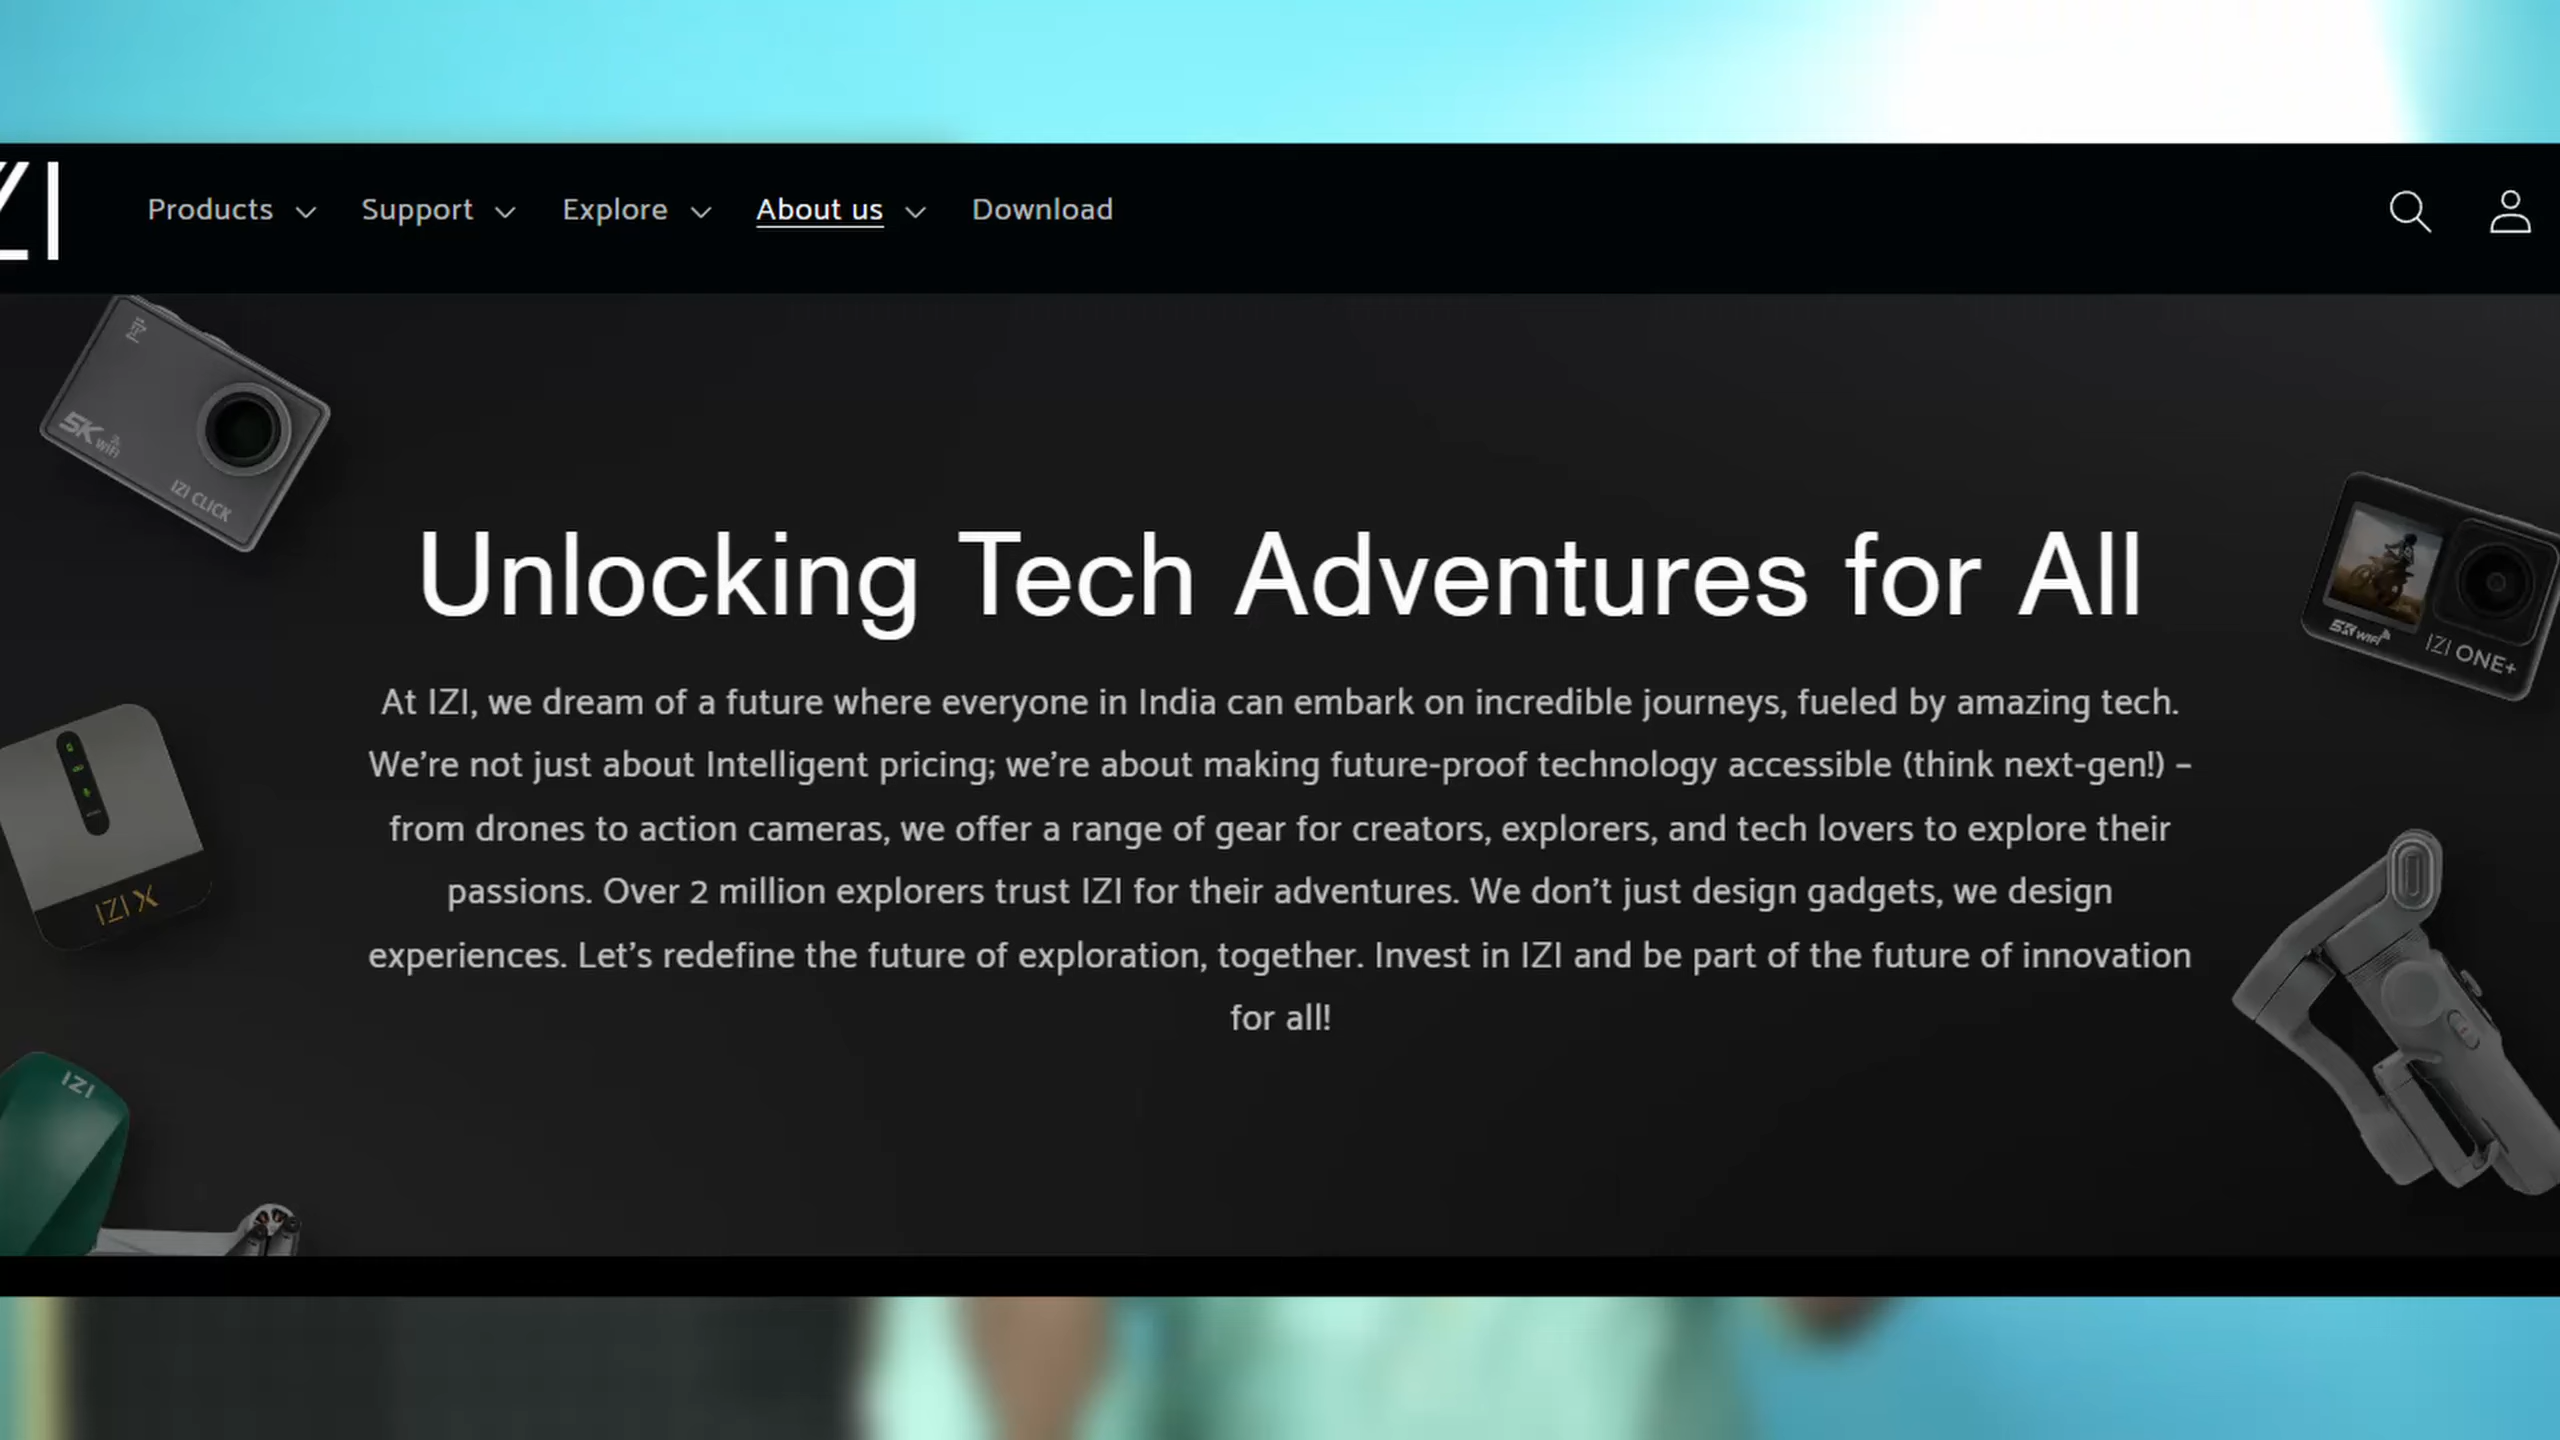 IZI
Products Support Explore About us Download
5K WiFi
IZI CLICK
Unlocking Tech Adventures for All
At IZI, we dream of a future where everyone in India can embark on incredible journeys, fueled by amazing tech.
We’re not just about Intelligent pricing; we’re about making future-proof technology accessible (think next-gen!) –
from drones to action cameras, we offer a range of gear for creators, explorers, and tech lovers to explore their
passions. Over 2 million explorers trust IZI for their adventures. We don’t just design gadgets, we design
experiences. Let’s redefine the future of exploration, together. Invest in IZI and be part of the future of innovation
for all!
5K WiFi
IZI ONE+
IZI X
IZI